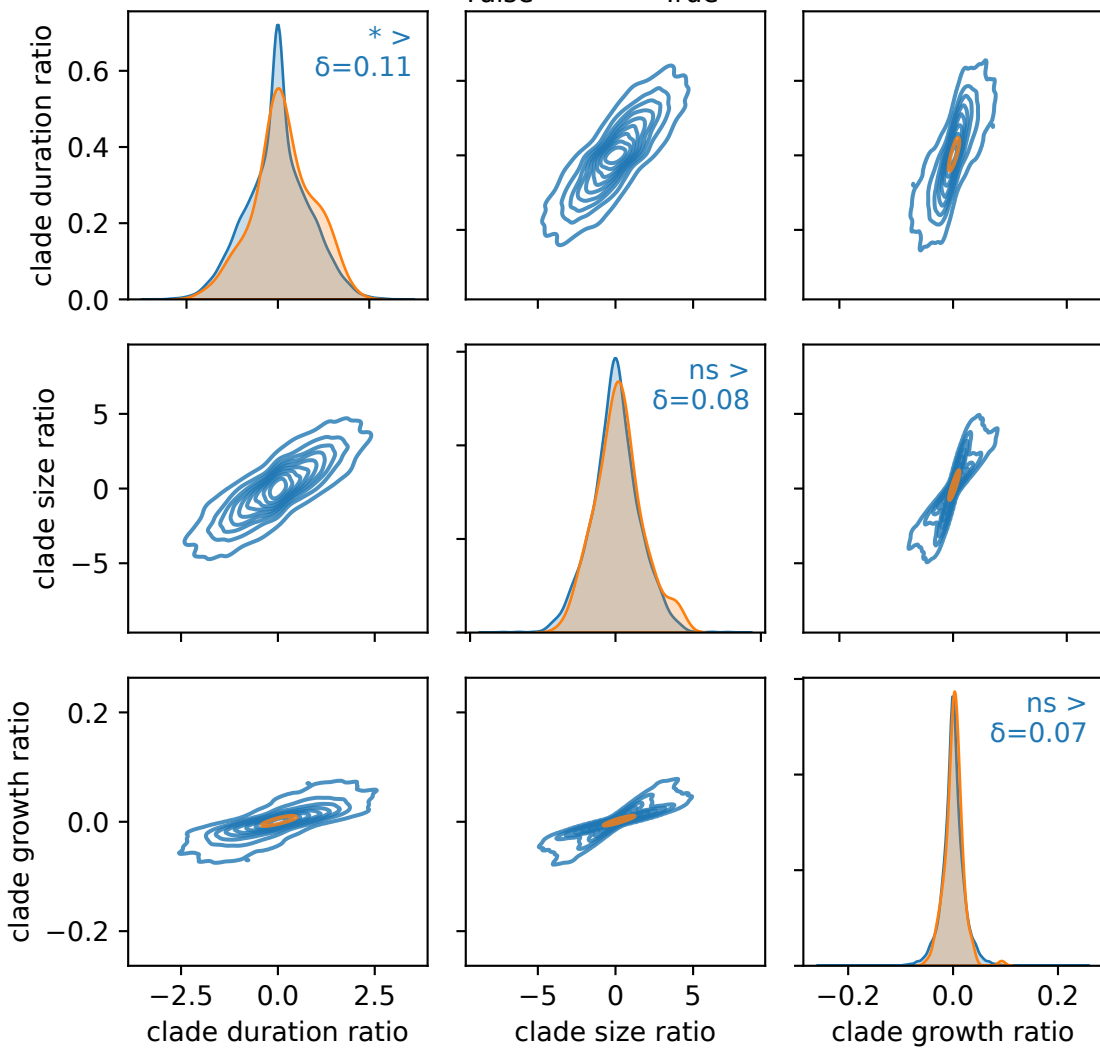 False True
clade duration ratio
0.6
0.4
0.2
0.0
* >
δ=0.11
clade size ratio
5
0
−5
ns >
δ=0.08
clade growth ratio
0.2
0.0
−0.2
ns >
δ=0.07
−2.5 0.0 2.5
−5 0 5
−0.2 0.0 0.2
clade duration ratio
clade size ratio
clade growth ratio